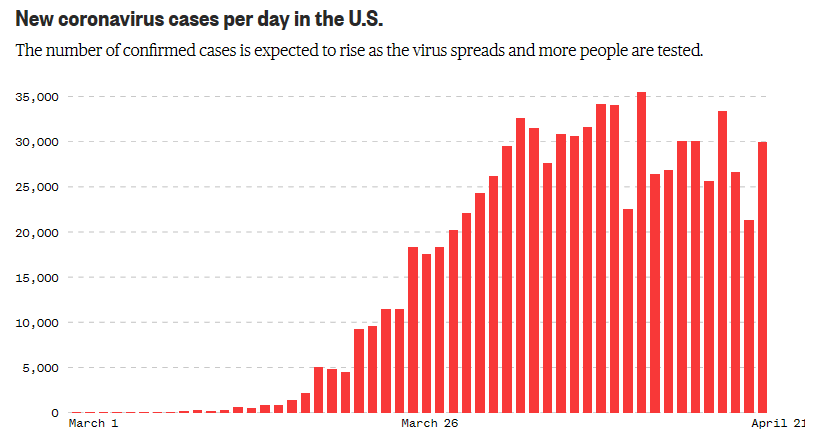 New coronavirus cases per day in the U.S.
The number of confirmed cases is expected to rise as the virus spreads and more people are tested.
35,000
30,000
25,000
20,000
15,000
10,000
5,000
0
March 1 March 26 April 21